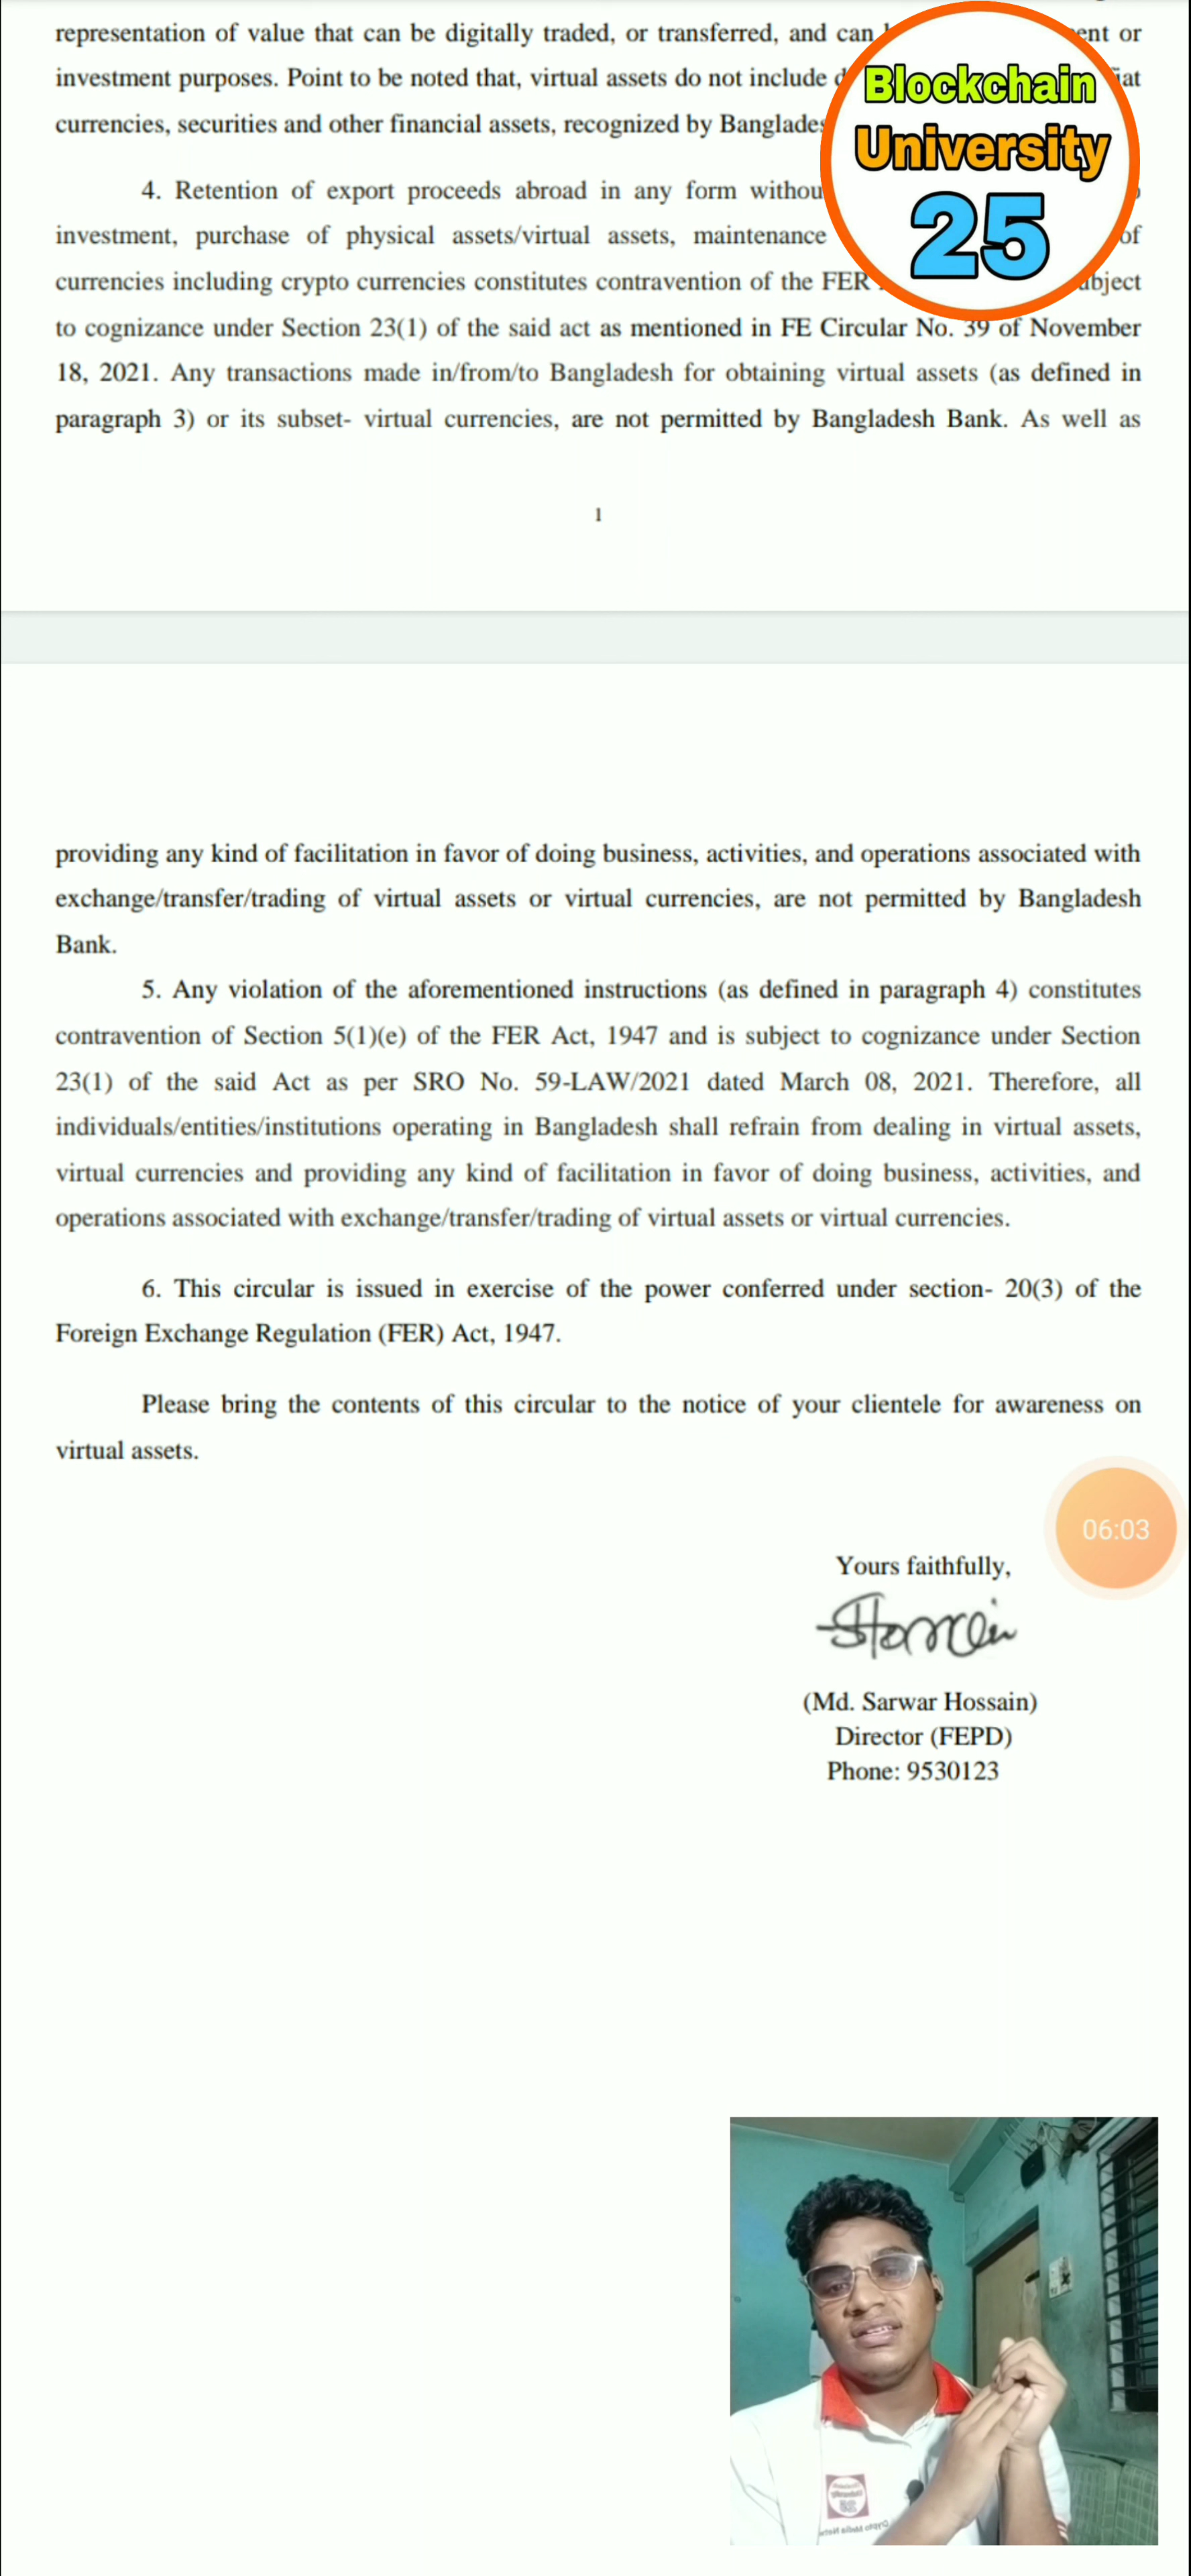 representation of value that can be digitally traded, or transferred, and can
ent or
investment purposes. Point to be noted that, virtual assets do not include
iat
currencies, securities and other financial assets, recognized by
Blockchain
University
25
4. Retention of export proceeds abroad in any form
investment, purchase of physical assets/virtual assets, maintenance
of
currencies including crypto currencies constitutes contravention of the FER
bject
to cognizance under Section 23(1) of the said act as mentioned in FE Circular No. 39 of November
18, 2021. Any transactions made in/from/to Bangladesh for obtaining virtual assets (as defined in
paragraph 3) or its subset- virtual currencies, are not permitted by Bangladesh Bank. As well as
1
providing any kind of facilitation in favor of doing business, activities, and operations associated with
exchange/transfer/trading of virtual assets or virtual currencies, are not permitted by Bangladesh
Bank.
5. Any violation of the aforementioned instructions (as defined in paragraph 4) constitutes
contravention of Section 5(1)(e) of the FER Act, 1947 and is subject to cognizance under Section
23(1) of the said Act as per SRO No. 59-LAW/2021 dated March 08, 2021. Therefore, all
individuals/entities/institutions operating in Bangladesh shall refrain from dealing in virtual assets,
virtual currencies and providing any kind of facilitation in favor of doing business, activities, and
operations associated with exchange/transfer/trading of virtual assets or virtual currencies.
6. This circular is issued in exercise of the power conferred under section- 20(3) of the
Foreign Exchange Regulation (FER) Act, 1947.
Please bring the contents of this circular to the notice of your clientele for awareness on
virtual assets.
06:03
Yours faithfully,
(Md. Sarwar Hossain)
Director (FEPD)
Phone: 9530123